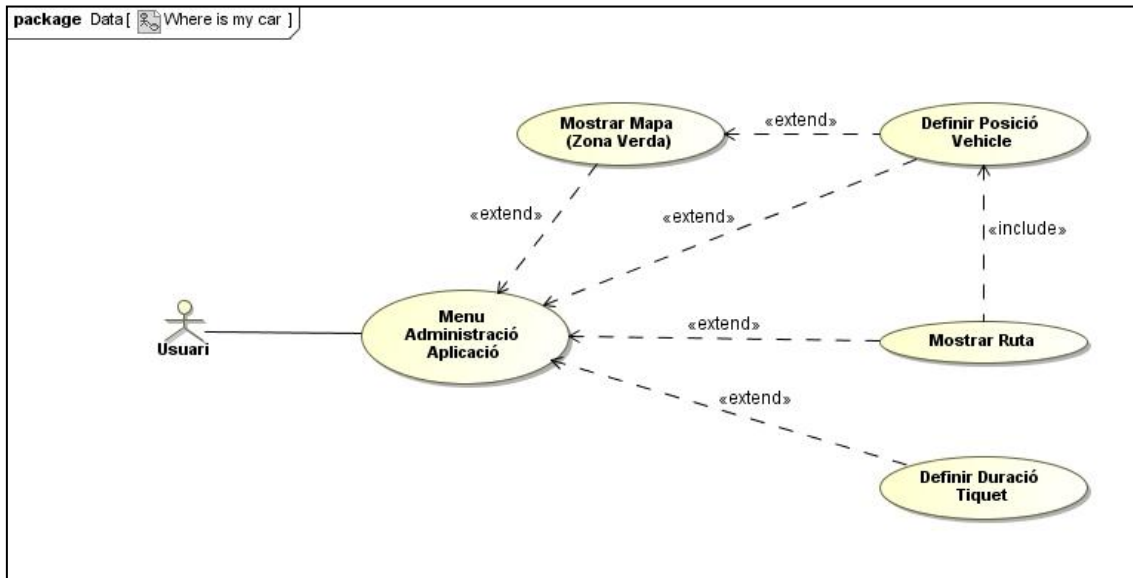 package Data [ Where is my car ]
Mostrar Mapa
(Zona Verda)
«extend»
Definir Posició
Vehicle
«extend»
«extend»
«include»
Menu
Administració
Aplicació
Usuari
«extend»
Mostrar Ruta
«extend»
Definir Duració
Tiquet